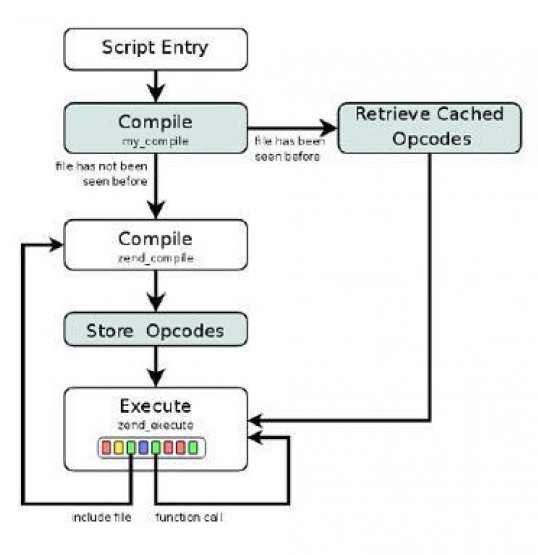 Script Entry
Compile
my_compile
file has been
seen before
Retrieve Cached
Opcodes
file has not been
seen before
Compile
zend_compile
Store Opcodes
Execute
zend_execute
include file
function call